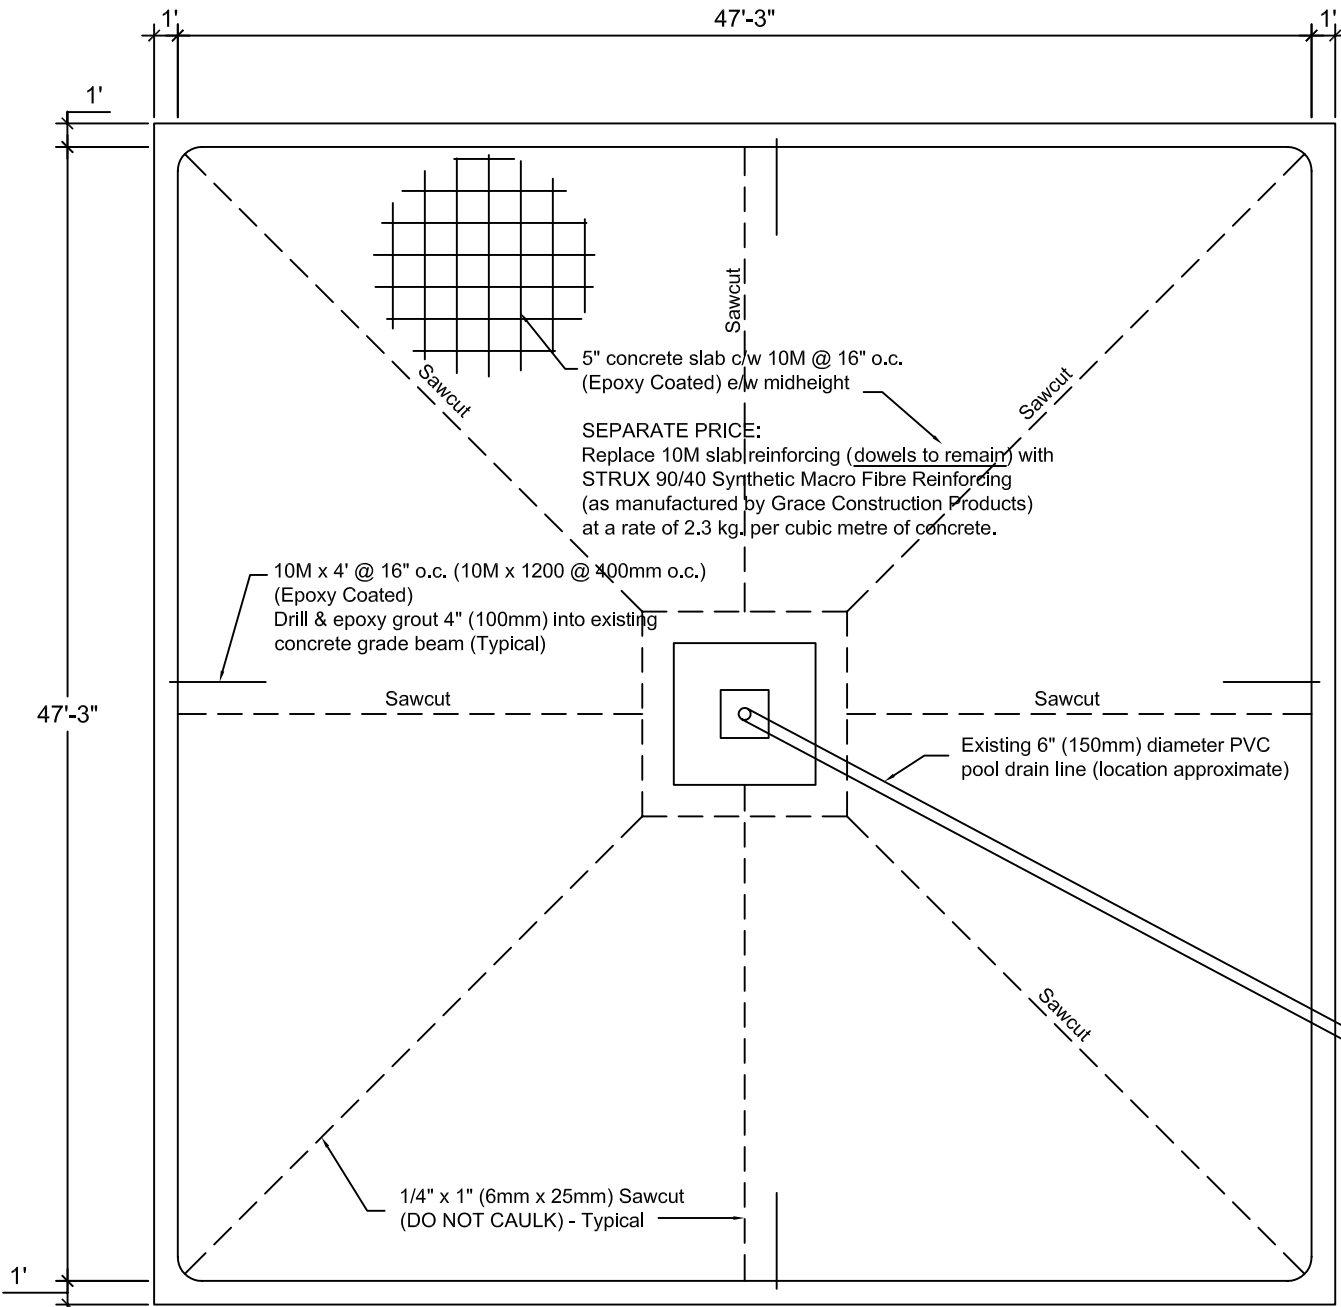 1'
47'-3"
1'
1'
Sawcut
5" concrete slab c/w 10M @ 16" o.c.
(Epoxy Coated) e/w midheight
Sawcut
Sawcut
SEPARATE PRICE:
Replace 10M slab reinforcing (dowels to remain) with
STRUX 90/40 Synthetic Macro Fibre Reinforcing
(as manufactured by Grace Construction Products)
at a rate of 2.3 kg. per cubic metre of concrete.
10M x 4' @ 16" o.c. (10M x 1200 @ 400mm o.c.)
(Epoxy Coated)
Drill & epoxy grout 4" (100mm) into existing
concrete grade beam (Typical)
Sawcut
Sawcut
47'-3"
Existing 6" (150mm) diameter PVC
pool drain line (location approximate)
Sawcut
1/4" x 1" (6mm x 25mm) Sawcut
(DO NOT CAULK) - Typical
1'